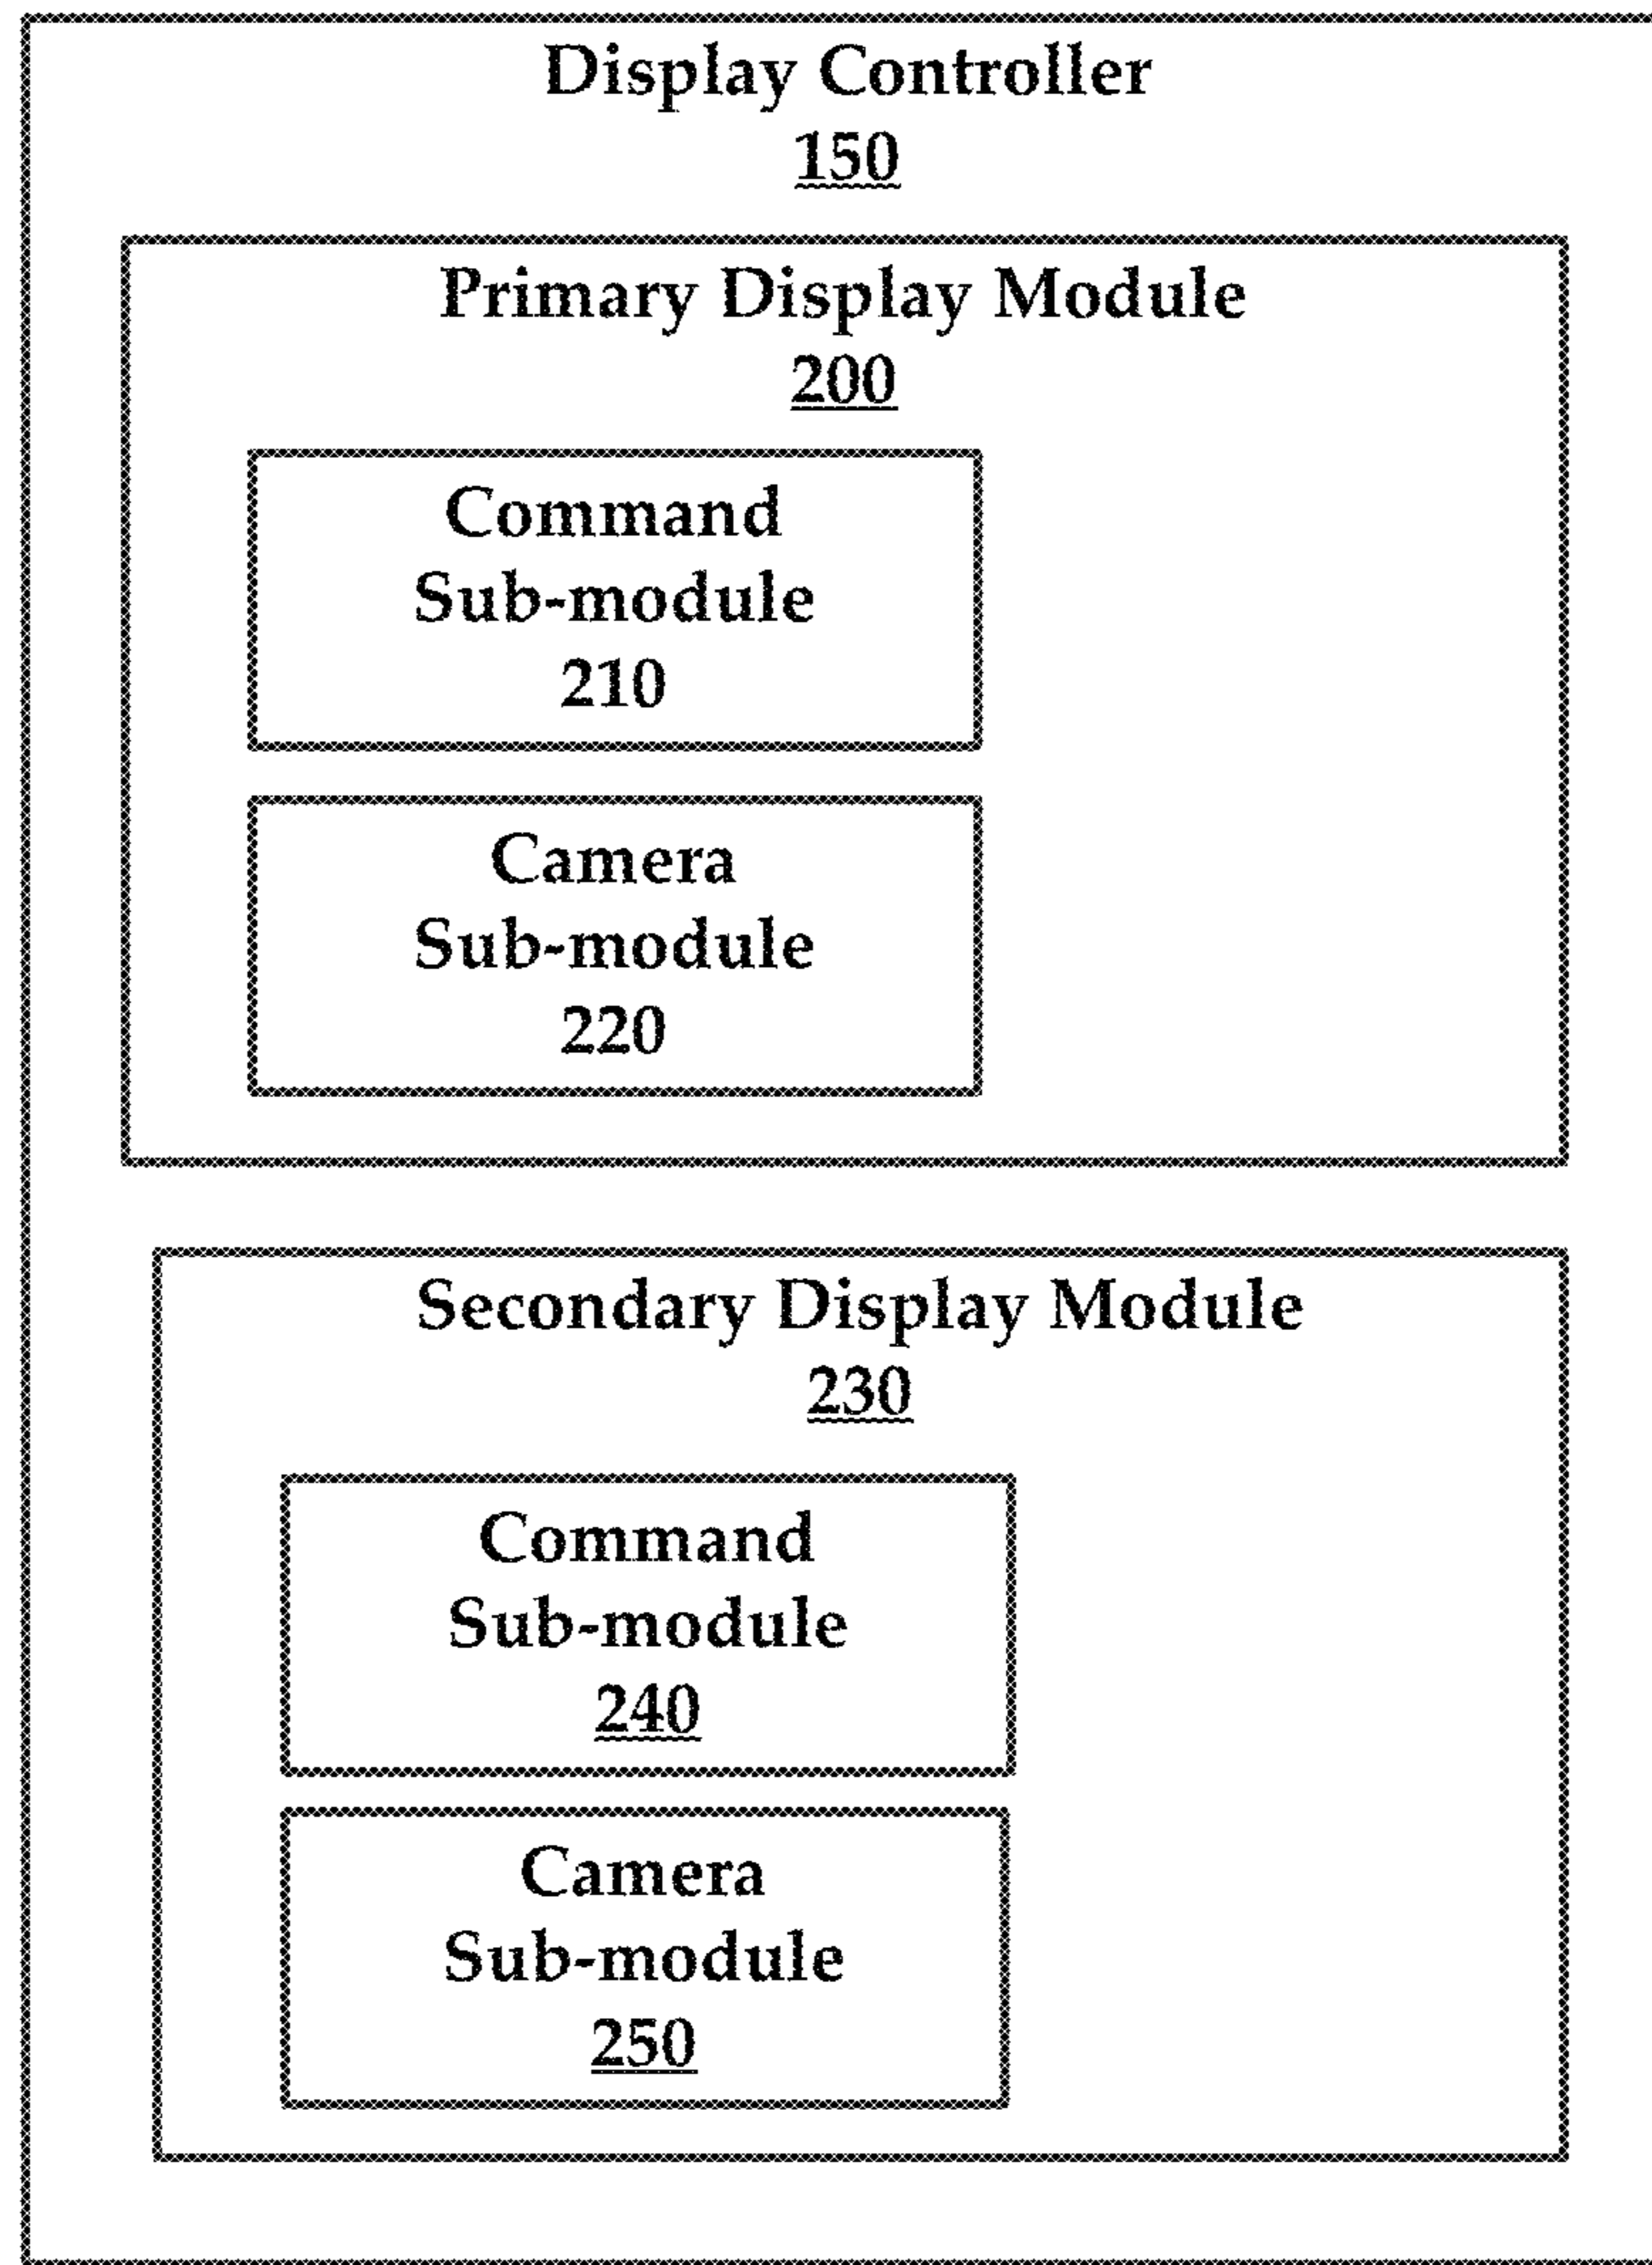 Display Controller
150
Primary Display Module
200
Command
Sub-module
210
Camera
Sub-module
220
Secondary Display Module
230
Command
Sub-module
240
Camera
Sub-module
250